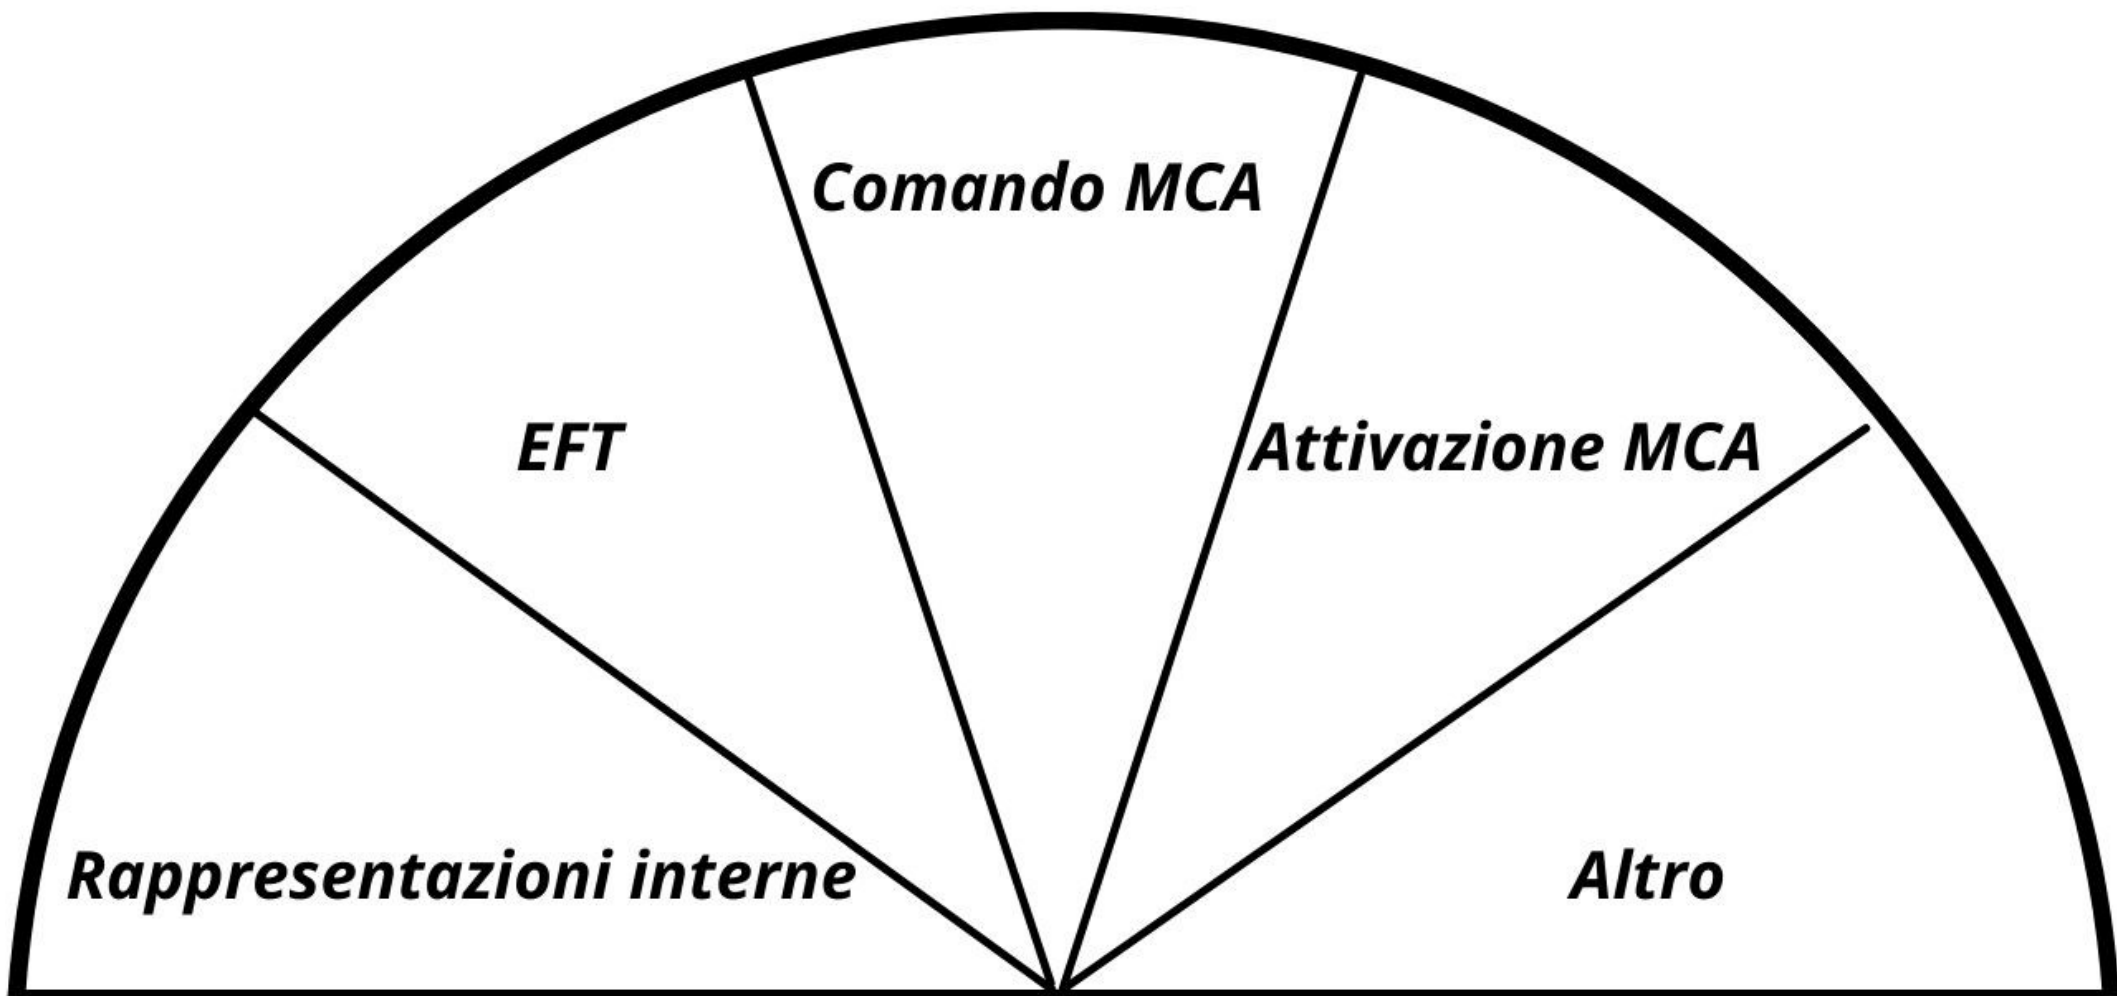 Comando MCA
EFT
Attivazione MCA
Rappresentazioni interne
Altro